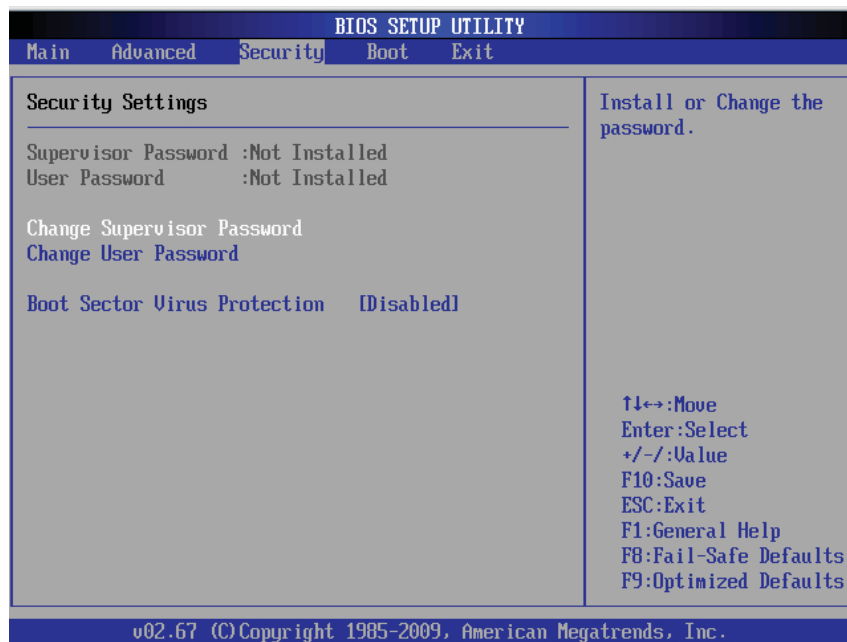 BIOS SETUP UTILITY
Main Advanced Security Boot Exit
Security Settings
Supervisor Password :Not Installed
User Password :Not Installed
Change Supervisor Password
Change User Password
Boot Sector Virus Protection [Disabled]
Install or Change the
password.
↑↓←→:Move
Enter:Select
+/-/:Value
F10:Save
ESC:Exit
F1:General Help
F8:Fail-Safe Defaults
F9:Optimized Defaults
v02.67 (C)Copyright 1985-2009, American Megatrends, Inc.